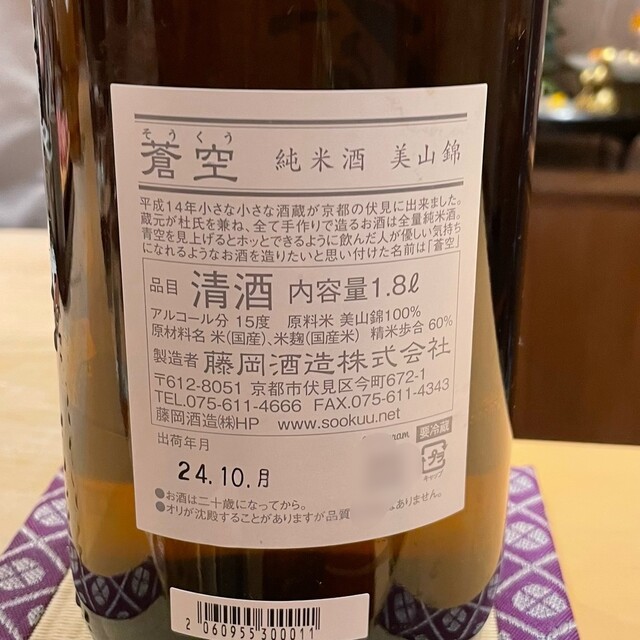 そうくう
蒼空 純米酒 美山錦
平成14年小さな小さな酒蔵が京都の伏見に出来ました。
蔵元が杜氏を兼ね、全て手作りで造るお酒は全量純米酒。
青空を見上げるとホッとできるように飲んだ人が優しい気持ち
になれるようなお酒を造りたいと思い付けた名前は「蒼空」
品目 清酒 内容量1.8ℓ
アルコール分 15度 原料米 美山錦100%
原材料名 米(国産)、米麹(国産米) 精米歩合 60%
製造者 藤岡酒造株式会社
〒612-8051 京都市伏見区今町672-1
TEL.075-611-4666 FAX.075-611-4343
藤岡酒造㈱HP www.sookuu.net
出荷年月 要冷蔵
24.10.月
プラ
キャップ
●お酒は二十歳になってから。
●オリが沈殿することがありますが品質 はありません。
2 060955 300011